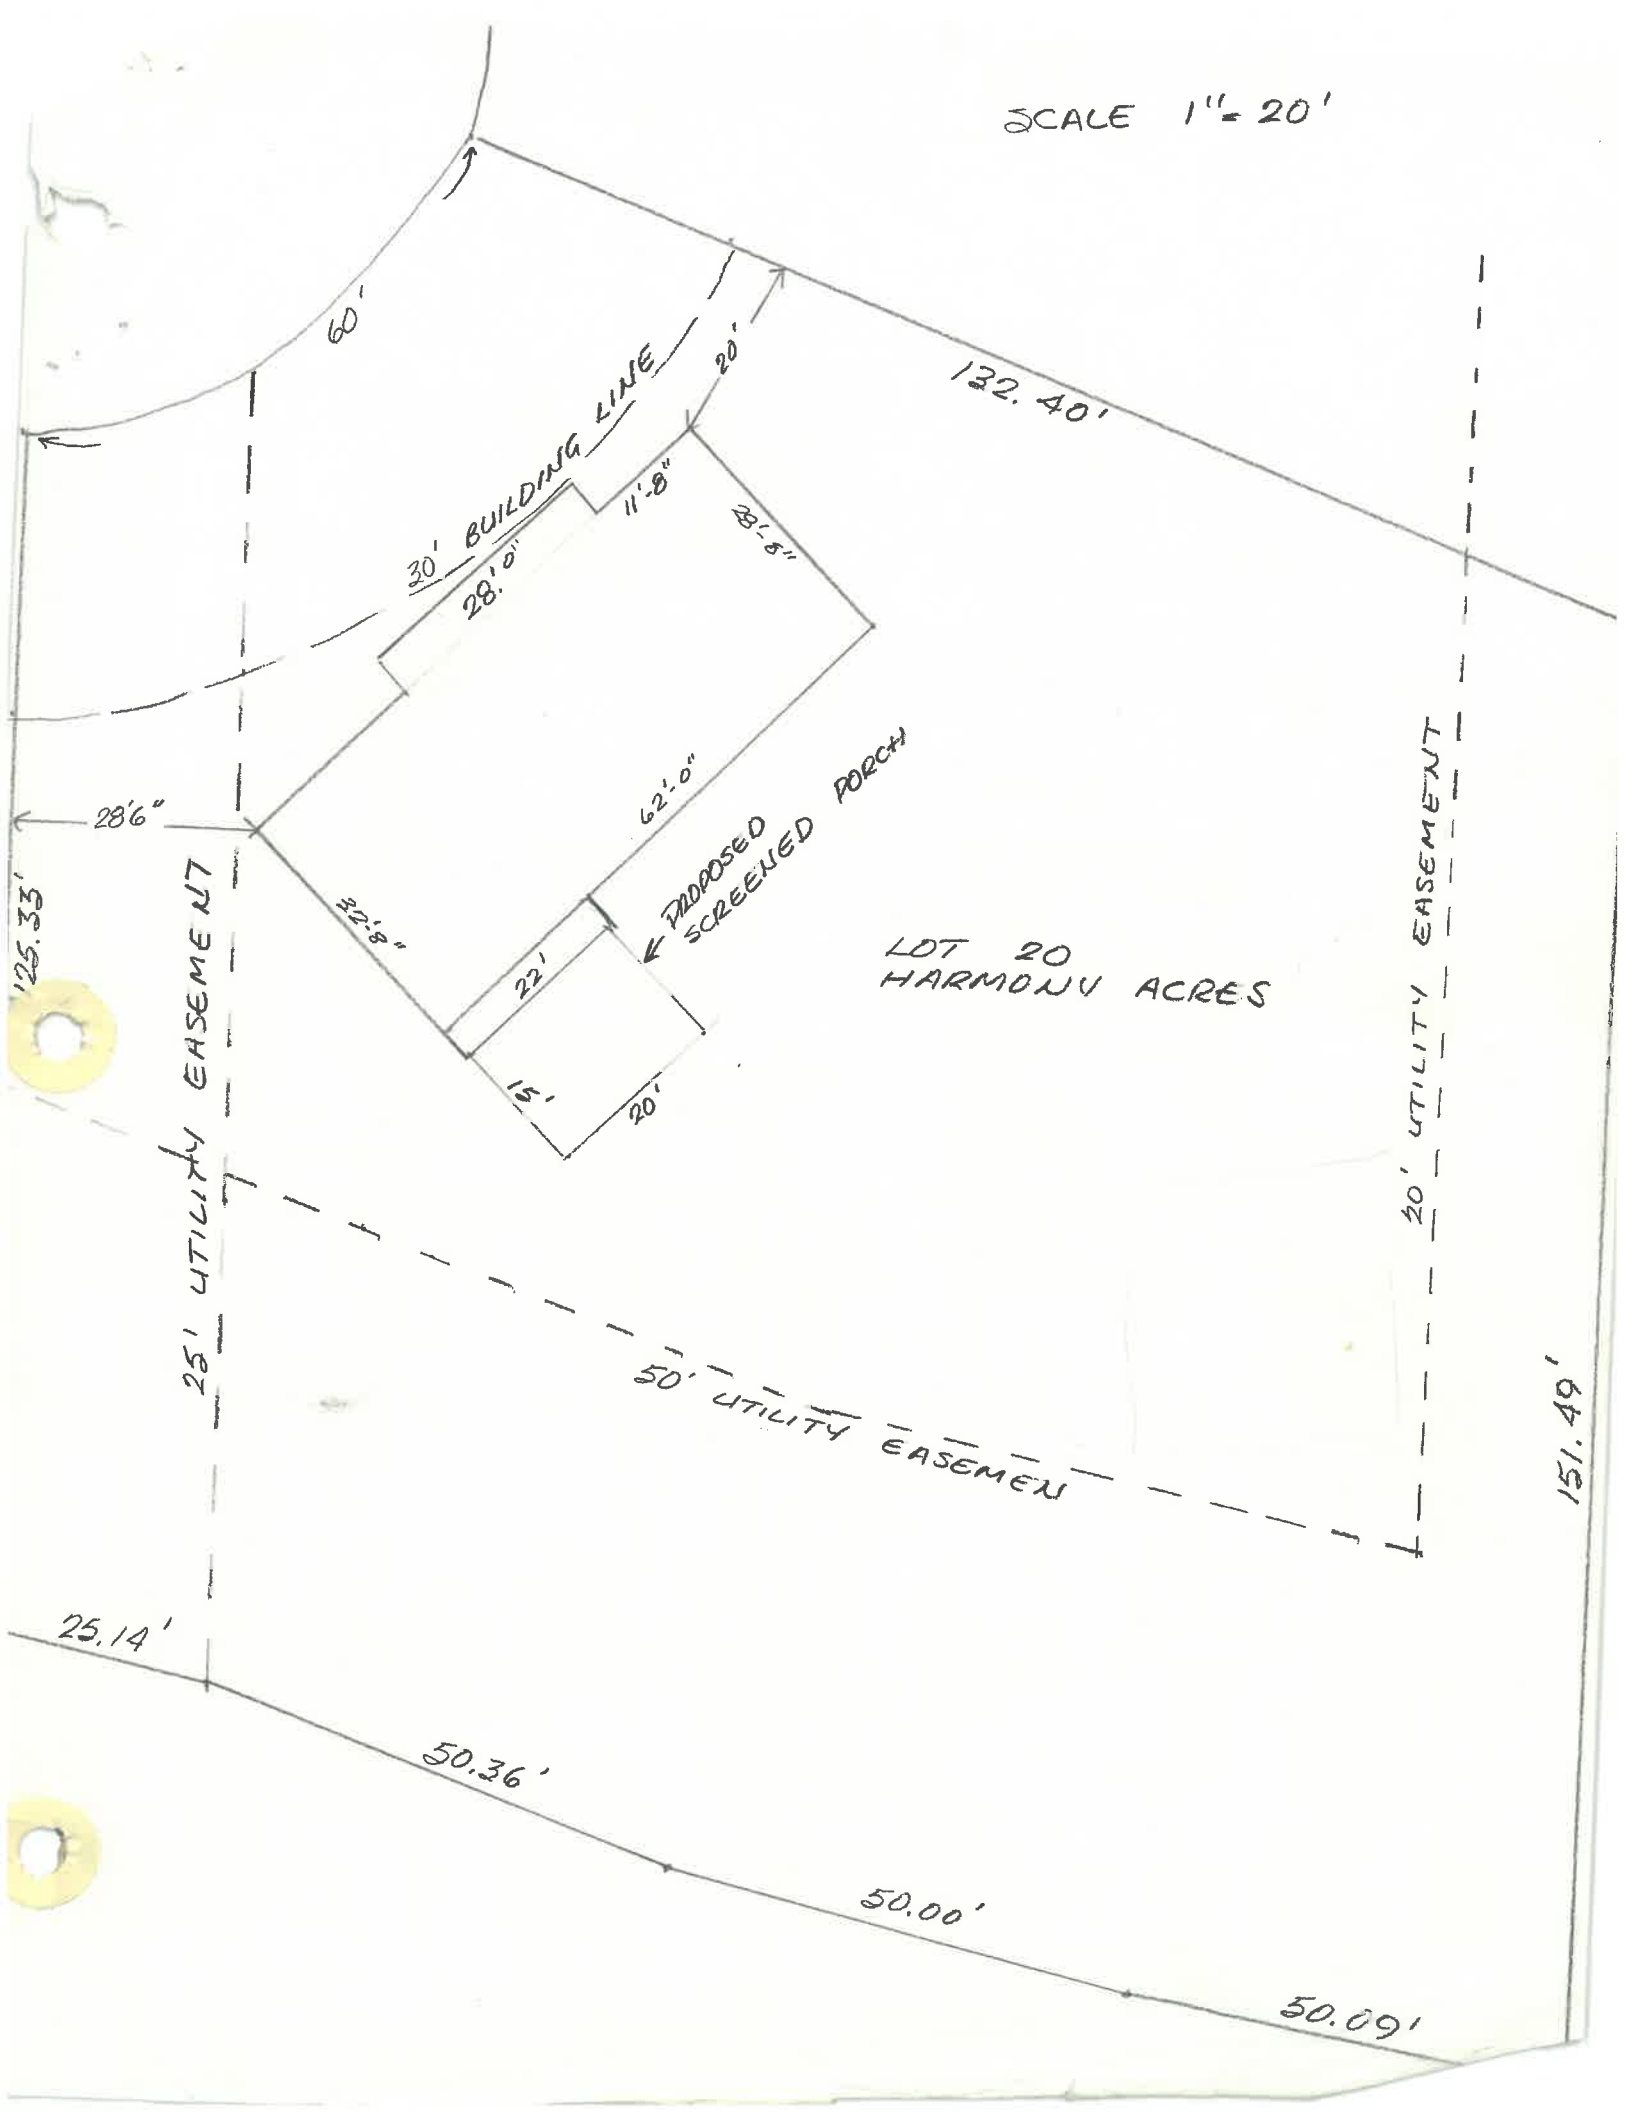 SCALE 1"= 20'
60'
132.40'
20'
30' BUILDING LINE
11'-8"
28'-8"
28'.0"
62'-0"
28'6"
PROPOSED
SCREENED PORCH
32'-8"
22'
15'
20'
125.33'
25' UTILITY EASEMENT
LOT 20
HARMONY ACRES
20' UTILITY EASEMENT
50' UTILITY EASEMEN
151.49'
25.14'
50.36'
50.00'
50.09'